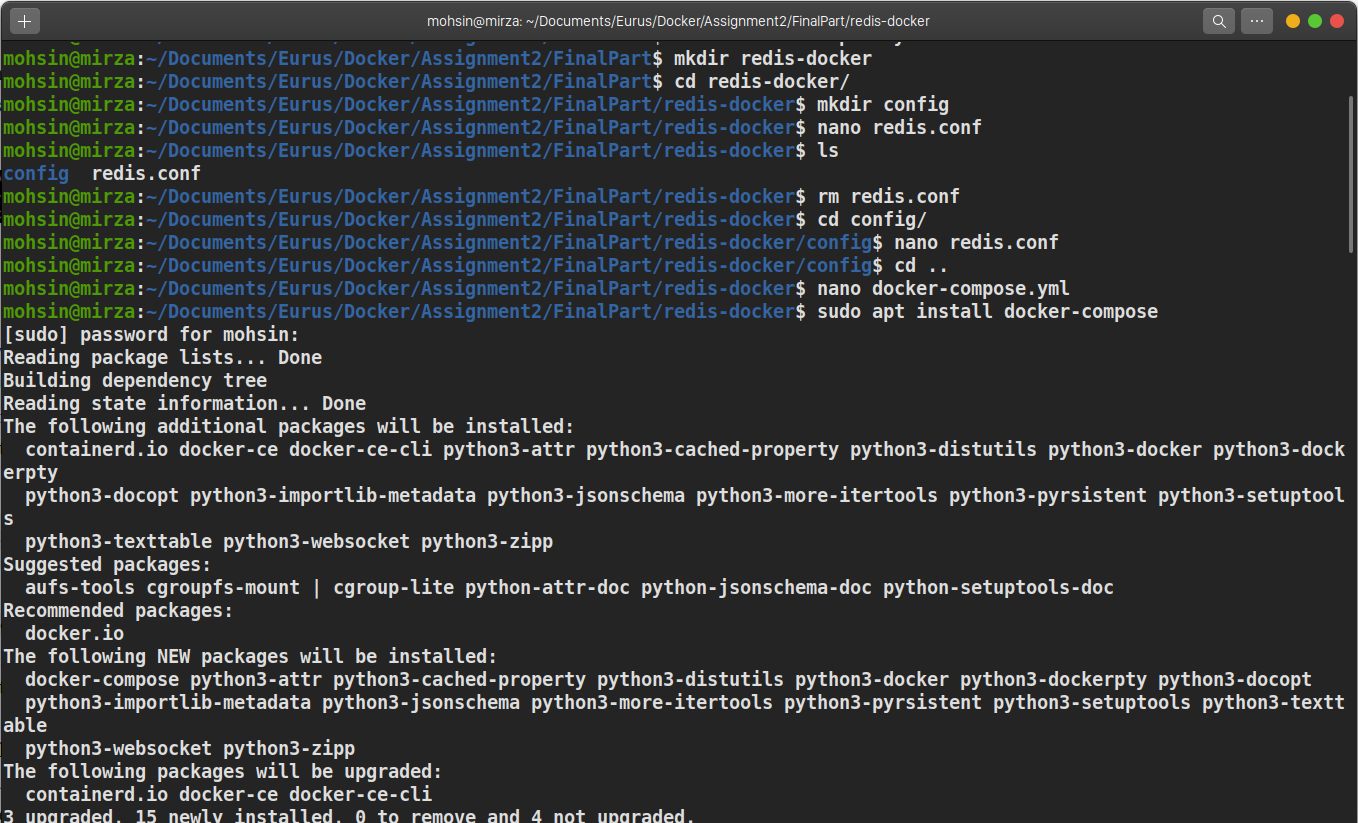 mohsin@mirza: ~/Documents/Eurus/Docker/Assignment2/FinalPart/redis-docker
mohsin@mirza:~/Documents/Eurus/Docker/Assignment2/FinalPart$ mkdir redis-docker
mohsin@mirza:~/Documents/Eurus/Docker/Assignment2/FinalPart$ cd redis-docker/
mohsin@mirza:~/Documents/Eurus/Docker/Assignment2/FinalPart/redis-docker$ mkdir config
mohsin@mirza:~/Documents/Eurus/Docker/Assignment2/FinalPart/redis-docker$ nano redis.conf
mohsin@mirza:~/Documents/Eurus/Docker/Assignment2/FinalPart/redis-docker$ ls
config  redis.conf
mohsin@mirza:~/Documents/Eurus/Docker/Assignment2/FinalPart/redis-docker$ rm redis.conf
mohsin@mirza:~/Documents/Eurus/Docker/Assignment2/FinalPart/redis-docker$ cd config/
mohsin@mirza:~/Documents/Eurus/Docker/Assignment2/FinalPart/redis-docker/config$ nano redis.conf
mohsin@mirza:~/Documents/Eurus/Docker/Assignment2/FinalPart/redis-docker/config$ cd ..
mohsin@mirza:~/Documents/Eurus/Docker/Assignment2/FinalPart/redis-docker$ nano docker-compose.yml
mohsin@mirza:~/Documents/Eurus/Docker/Assignment2/FinalPart/redis-docker$ sudo apt install docker-compose
[sudo] password for mohsin:
Reading package lists... Done
Building dependency tree
Reading state information... Done
The following additional packages will be installed:
  containerd.io docker-ce docker-ce-cli python3-attr python3-cached-property python3-distutils python3-docker python3-dock
erpty
  python3-docopt python3-importlib-metadata python3-jsonschema python3-more-itertools python3-pyrsistent python3-setuptool
s
  python3-texttable python3-websocket python3-zipp
Suggested packages:
  aufs-tools cgroupfs-mount | cgroup-lite python-attr-doc python-jsonschema-doc python-setuptools-doc
Recommended packages:
  docker.io
The following NEW packages will be installed:
  docker-compose python3-attr python3-cached-property python3-distutils python3-docker python3-dockerpty python3-docopt
  python3-importlib-metadata python3-jsonschema python3-more-itertools python3-pyrsistent python3-setuptools python3-textt
able
  python3-websocket python3-zipp
The following packages will be upgraded:
  containerd.io docker-ce docker-ce-cli
3 upgraded, 15 newly installed, 0 to remove and 4 not upgraded.